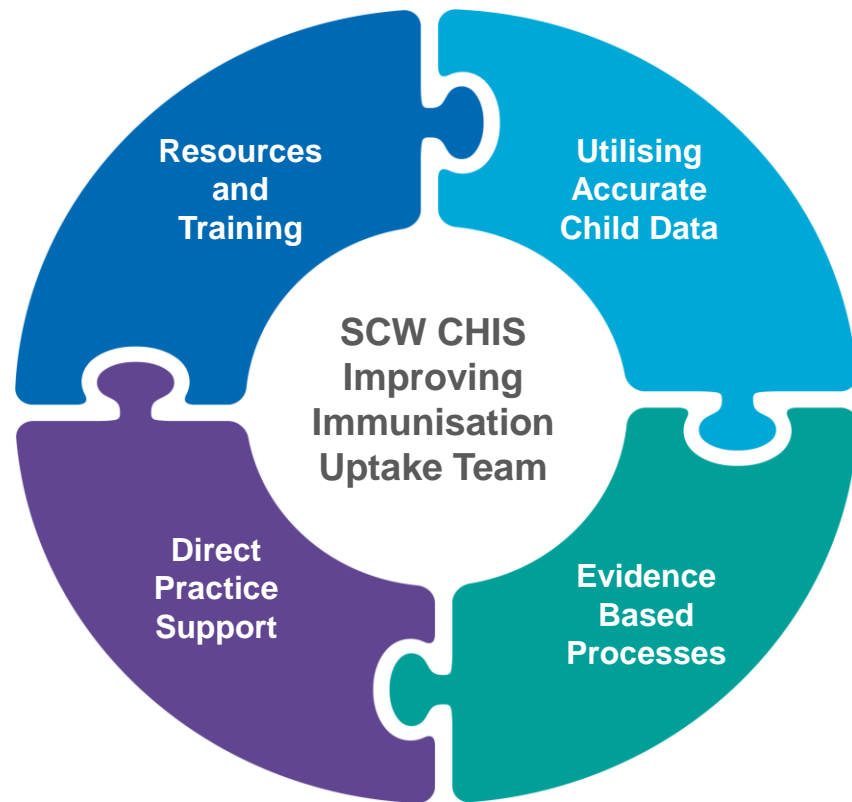 Resources
and
Training
Utilising
Accurate
Child Data
SCW CHIS
Improving
Immunisation
Uptake Team
Direct
Practice
Support
Evidence
Based
Processes